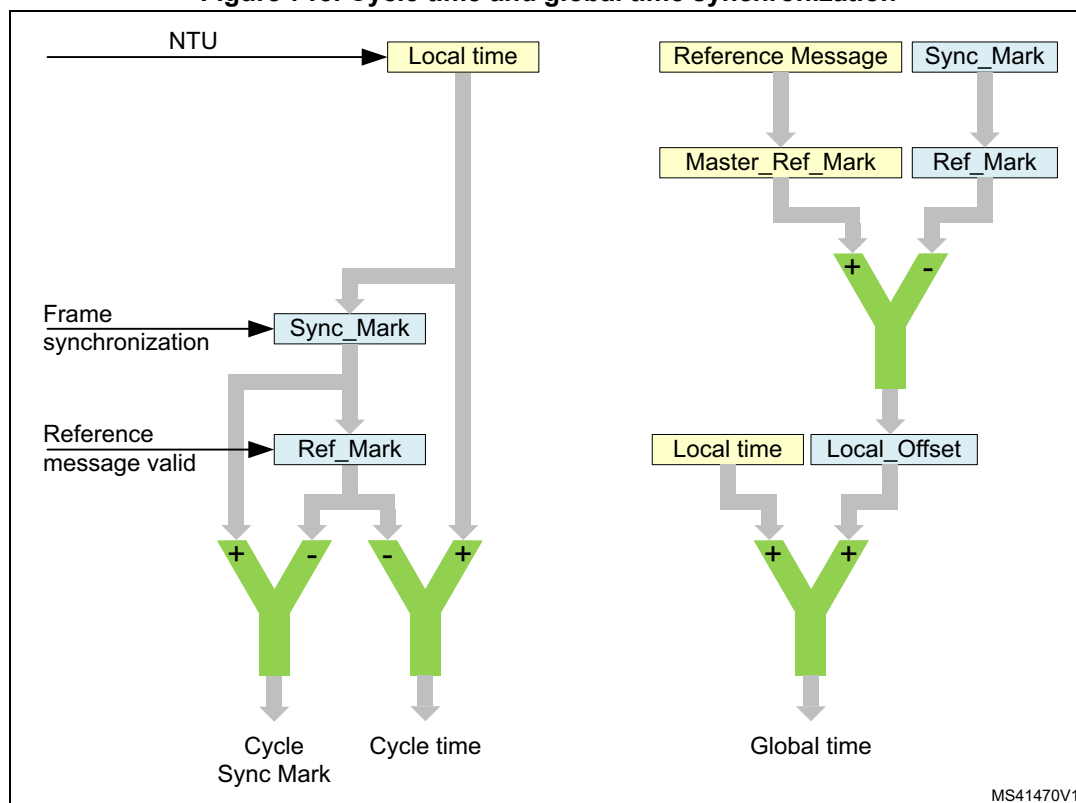 NTU
Local time
Reference Message
Sync_Mark
Master_Ref_Mark
Ref_Mark
+
-
Frame
synchronization
Sync_Mark
Reference
message valid
Ref_Mark
Local time
Local_Offset
+
-
-
+
+
+
Cycle
Sync Mark
Cycle time
Global time
MS41470V1